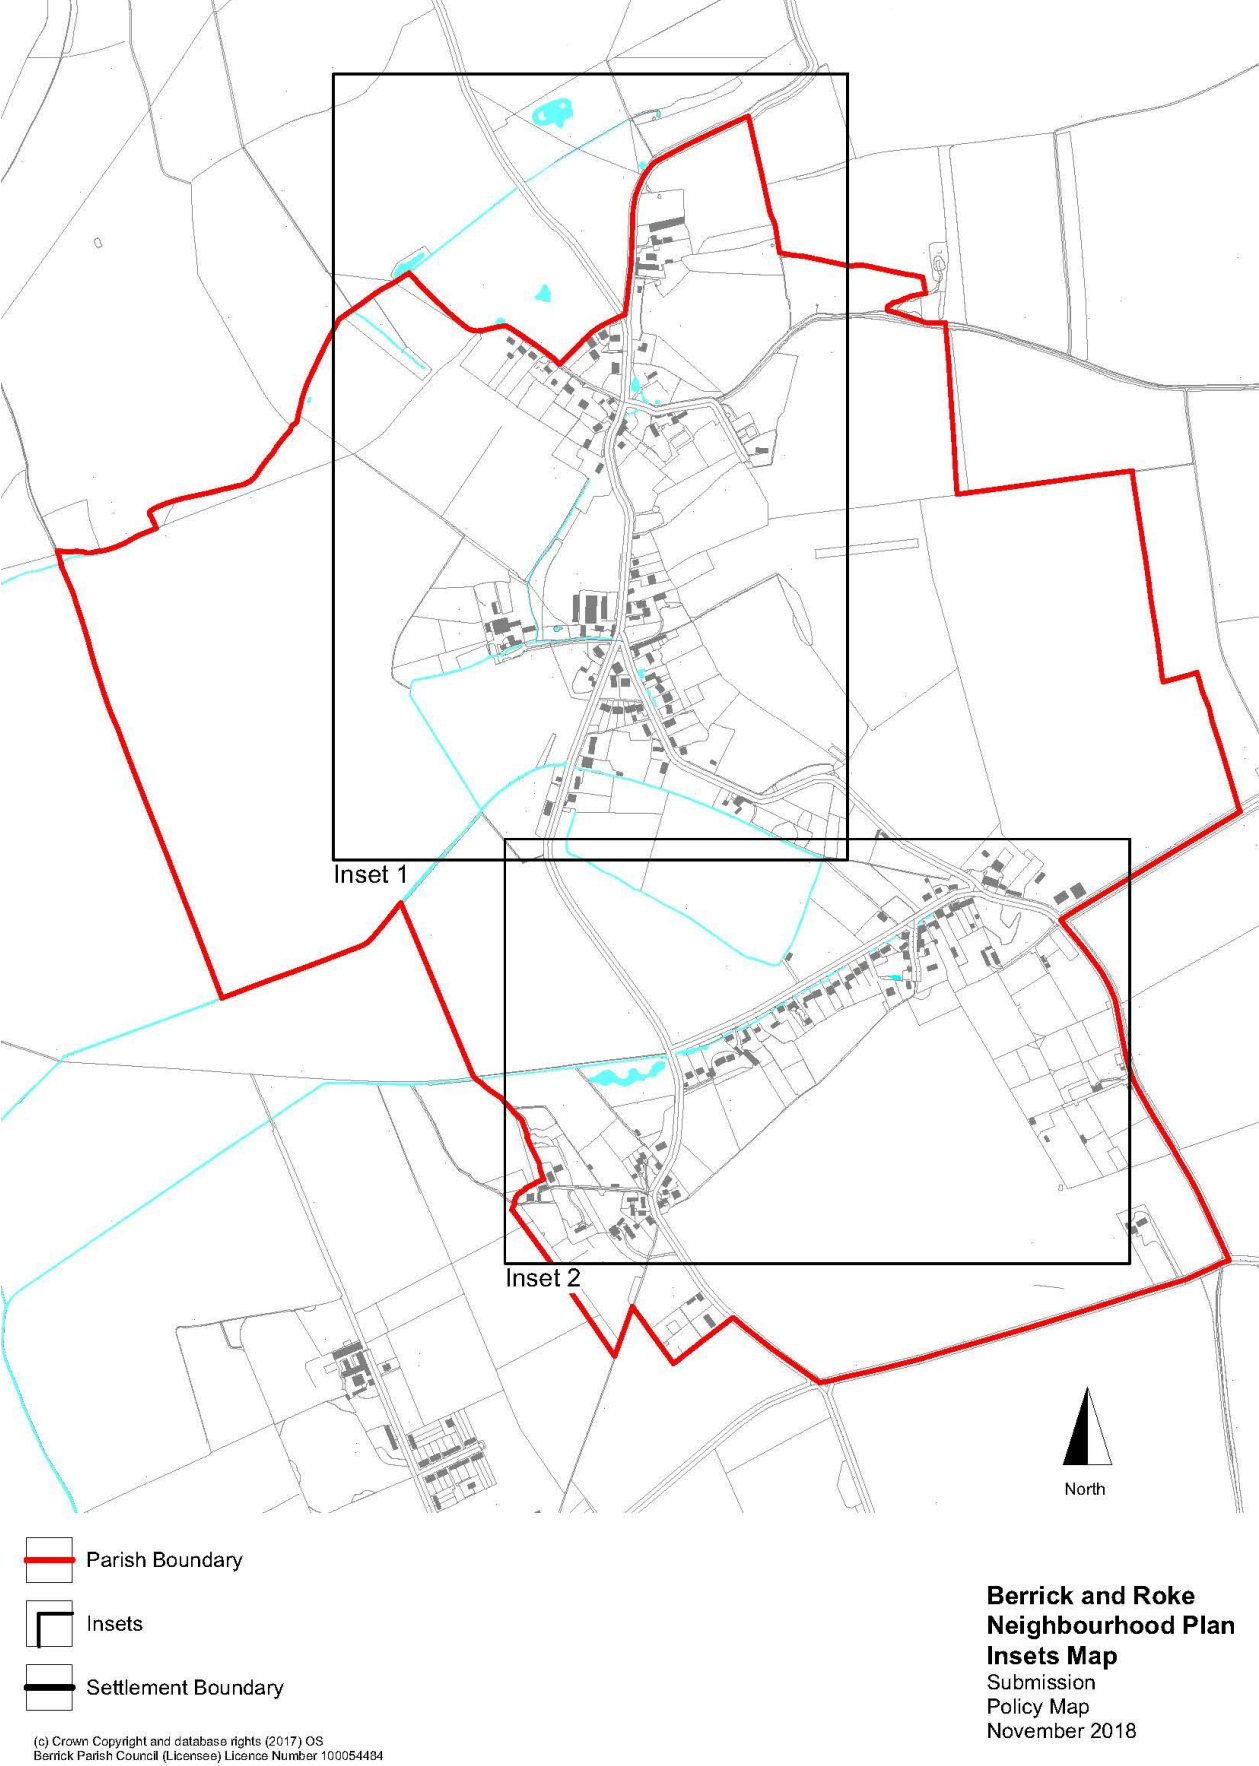 Inset 1
Inset 2
North
Parish Boundary
Insets
Settlement Boundary
Berrick and Roke
Neighbourhood Plan
Insets Map
Submission
Policy Map
November 2018
(c) Crown Copyright and database rights (2017) OS
Berrick Parish Council (Licensee) Licence Number 100054484